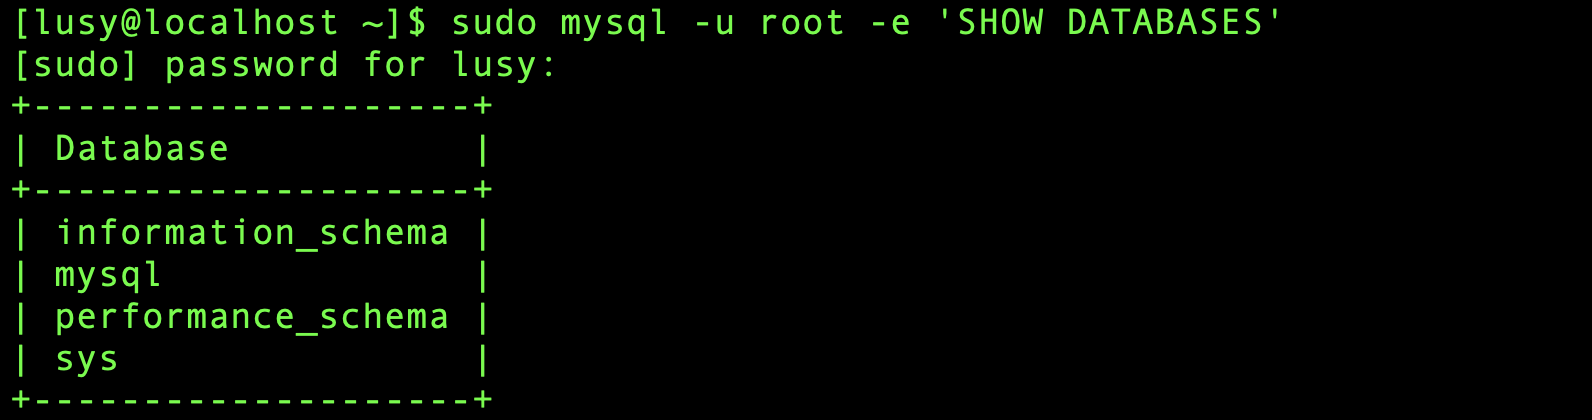 [lusy@localhost ~]$ sudo mysql -u root -e 'SHOW DATABASES'
[sudo] password for lusy:
+--------------------+
| Database           |
+--------------------+
| information_schema |
| mysql              |
| performance_schema |
| sys                |
+--------------------+